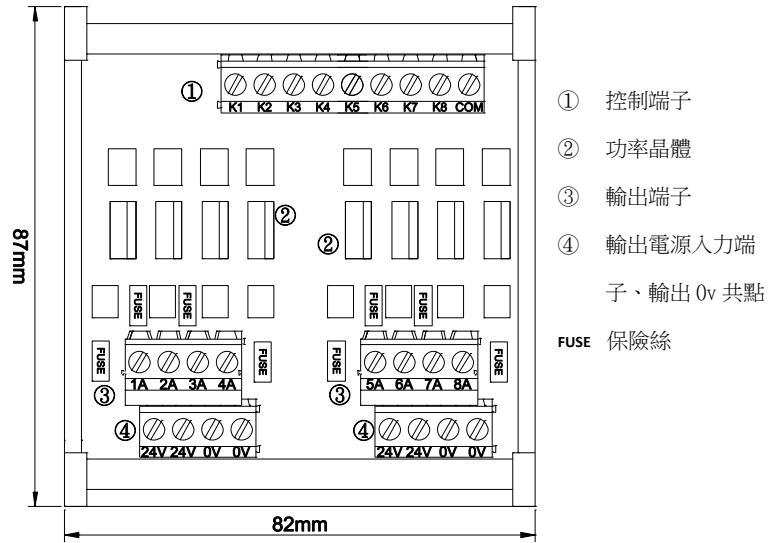 ①
K1 K2 K3 K4 K5 K6 K7 K8 COM
② ②
FUSE FUSE FUSE FUSE
FUSE FUSE FUSE FUSE
1A 2A 3A 4A 5A 6A 7A 8A
③ ③
④ ④
24V 24V 0V 0V 24V 24V 0V 0V
87mm
82mm
① 控制端子
② 功率晶體
③ 輸出端子
④ 輸出電源入力端
子、輸出 0v 共點
FUSE 保險絲